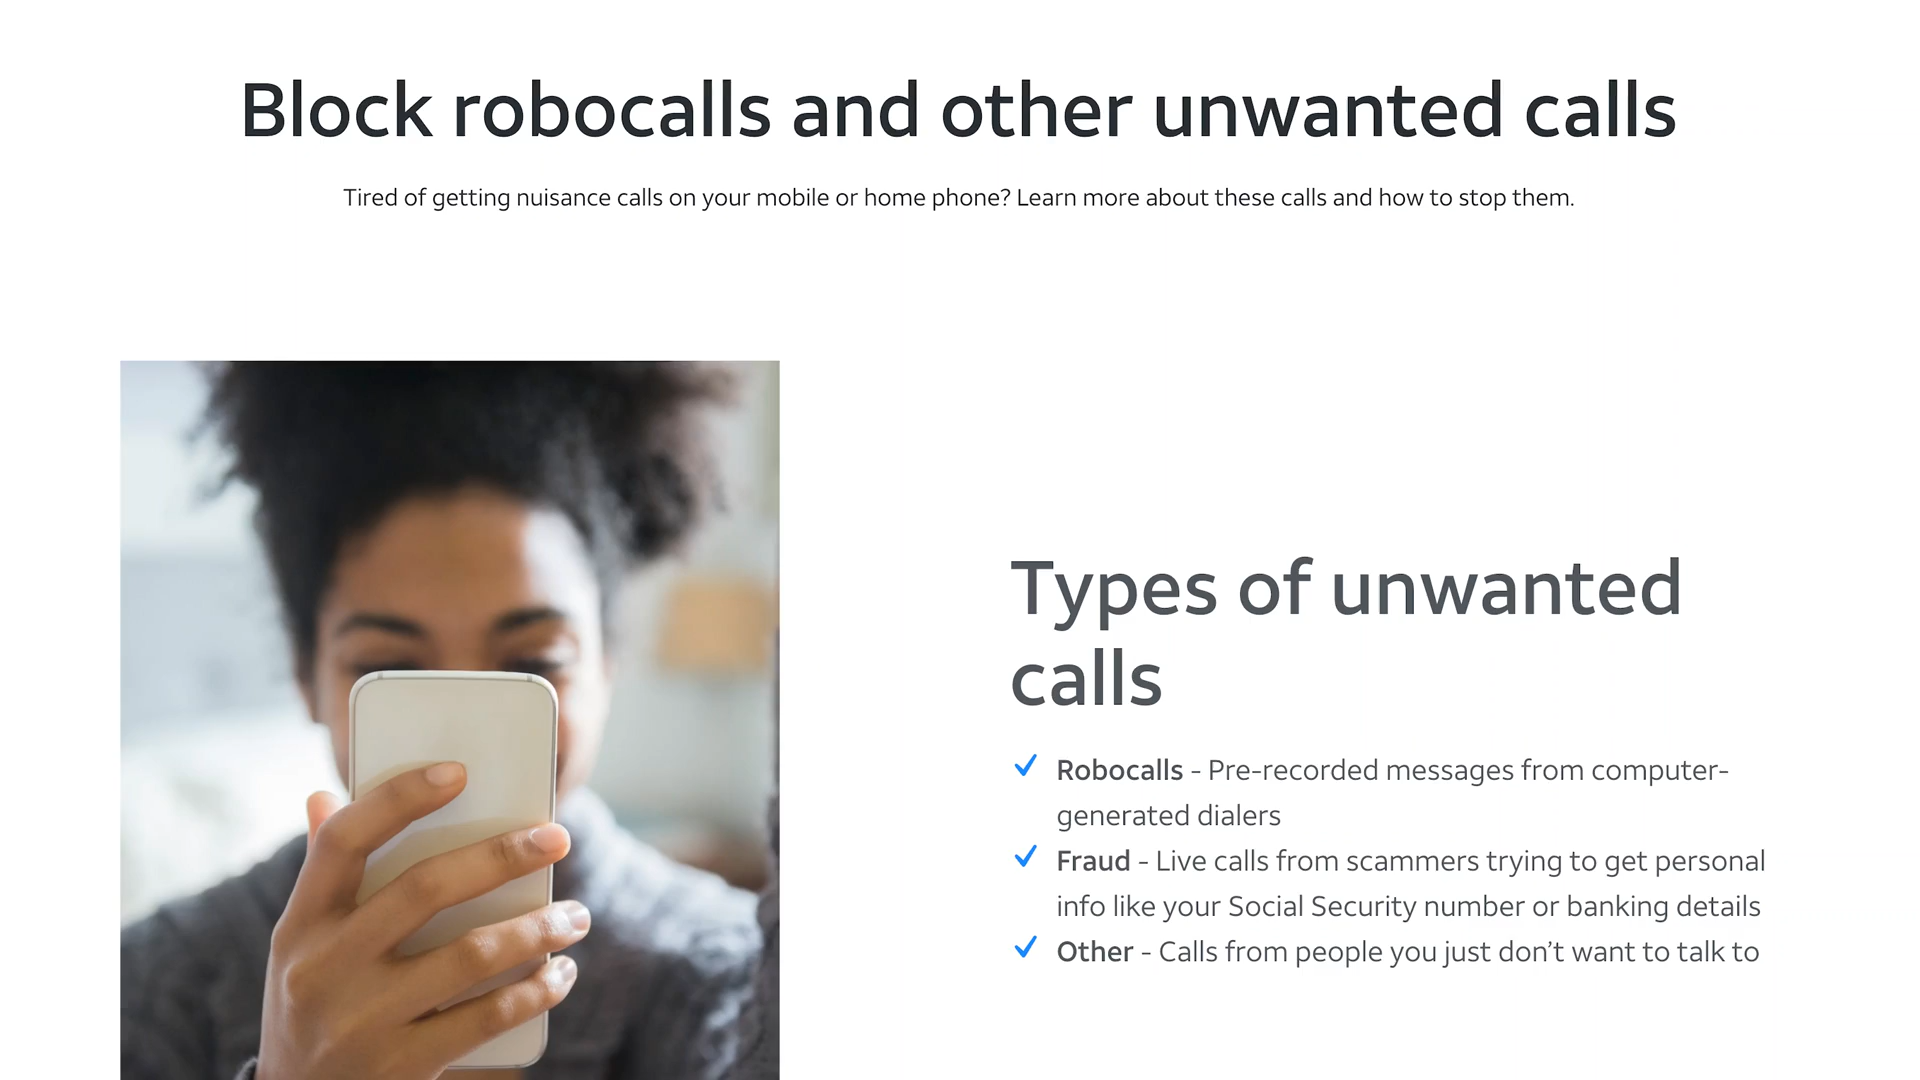 Block robocalls and other unwanted calls
Tired of getting nuisance calls on your mobile or home phone? Learn more about these calls and how to stop them.
Types of unwanted
calls
Robocalls - Pre-recorded messages from computer-
generated dialers
Fraud - Live calls from scammers trying to get personal
info like your Social Security number or banking details
Other - Calls from people you just don’t want to talk to